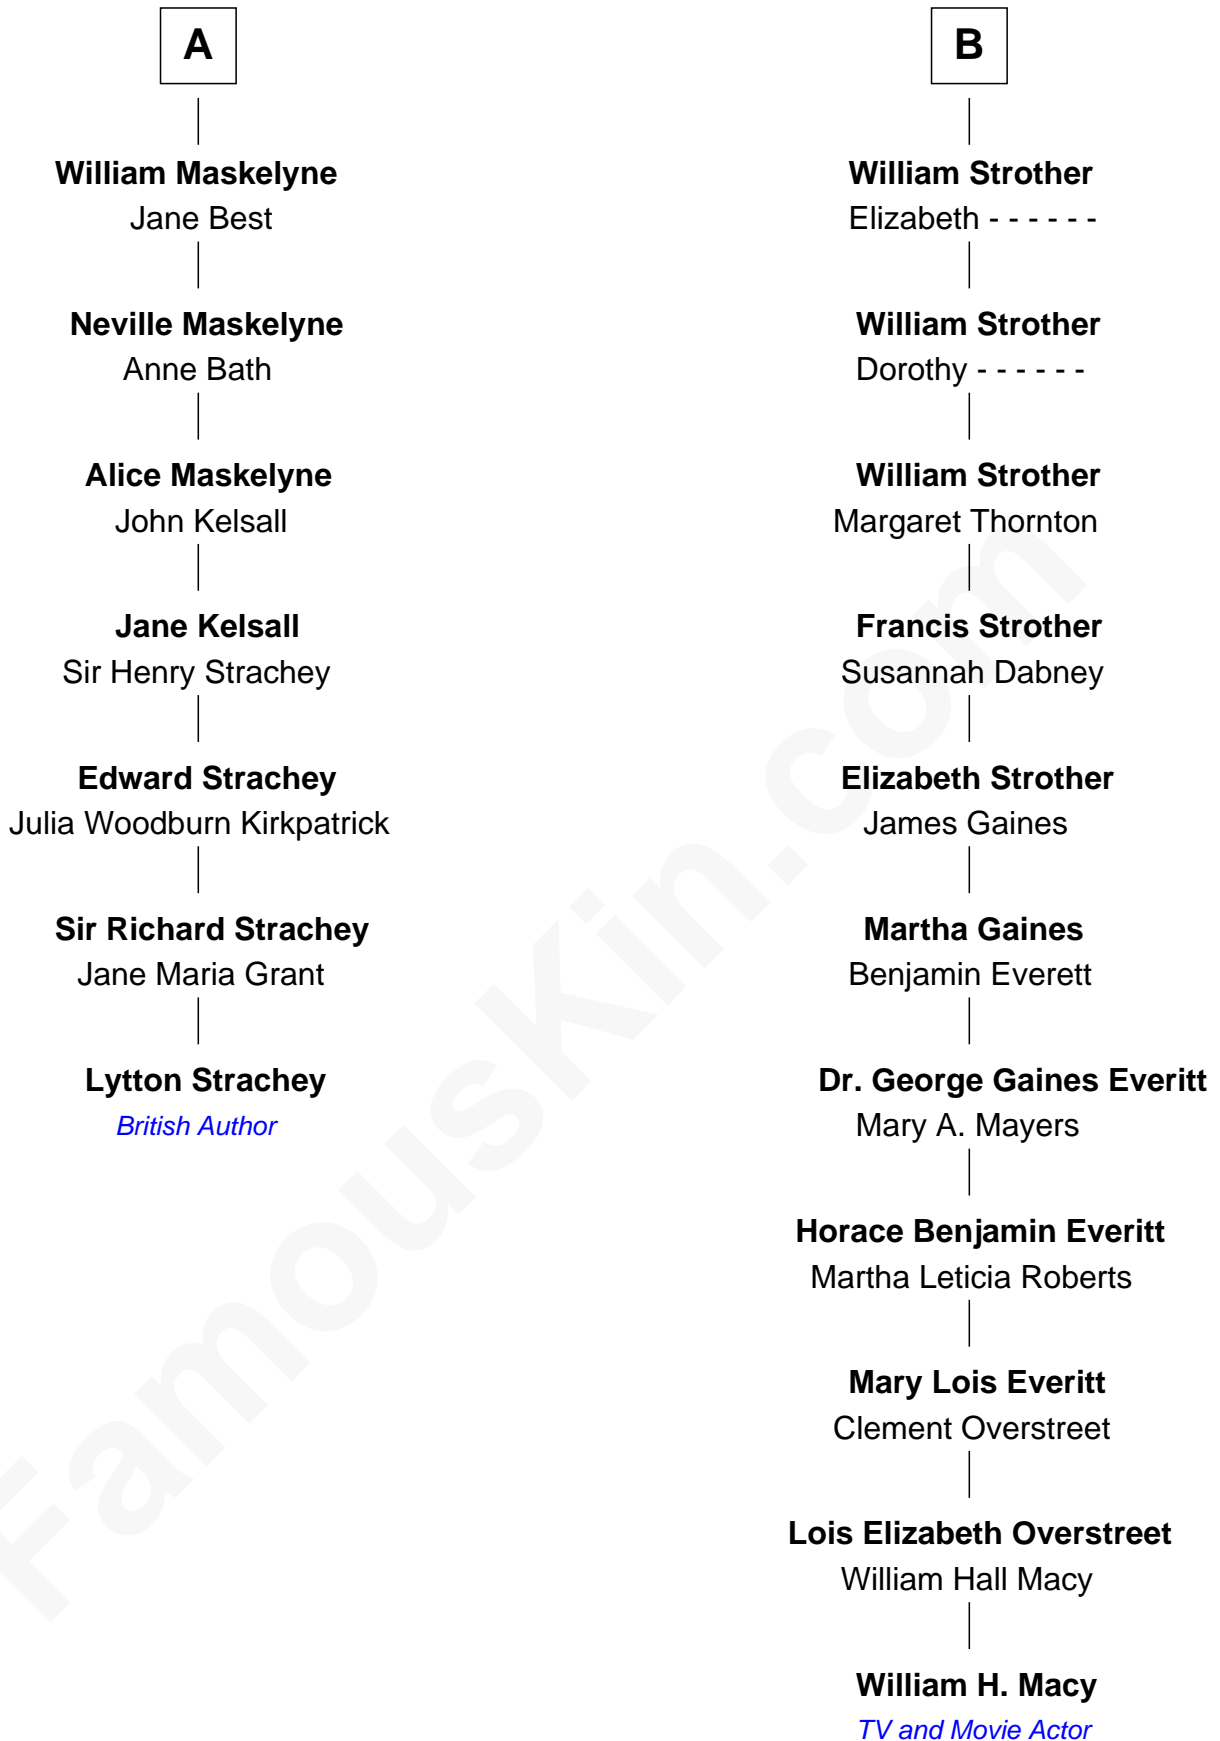 A
William Maskelyne
Jane Best
Neville Maskelyne
Anne Bath
Alice Maskelyne
John Kelsall
Jane Kelsall
Sir Henry Strachey
Edward Strachey
Julia Woodburn Kirkpatrick
Sir Richard Strachey
Jane Maria Grant
Lytton Strachey
British Author
B
William Strother
Elizabeth - - - - - -
William Strother
Dorothy - - - - - -
William Strother
Margaret Thornton
Francis Strother
Susannah Dabney
Elizabeth Strother
James Gaines
Martha Gaines
Benjamin Everett
Dr. George Gaines Everitt
Mary A. Mayers
Horace Benjamin Everitt
Martha Leticia Roberts
Mary Lois Everitt
Clement Overstreet
Lois Elizabeth Overstreet
William Hall Macy
William H. Macy
TV and Movie Actor
FamousKin.com